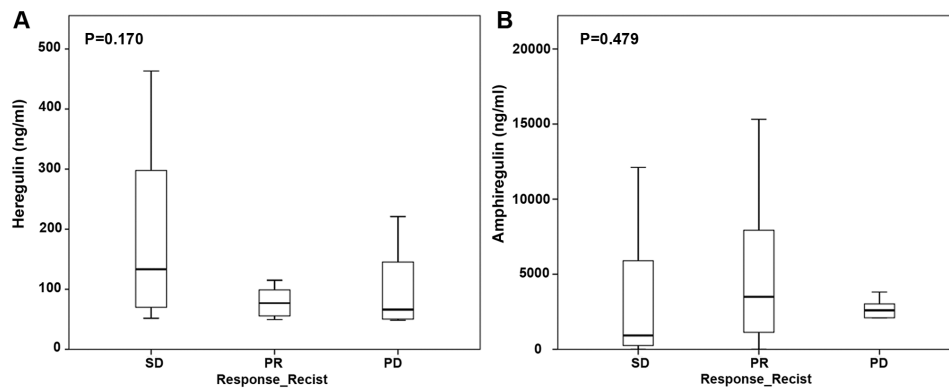 A
P=0.170
Heregulin (ng/ml)
500
400
300
200
100
0
SD PR PD
Response_Recist
B
P=0.479
Amphiregulin (ng/ml)
20000
15000
10000
5000
0
SD PR PD
Response_Recist